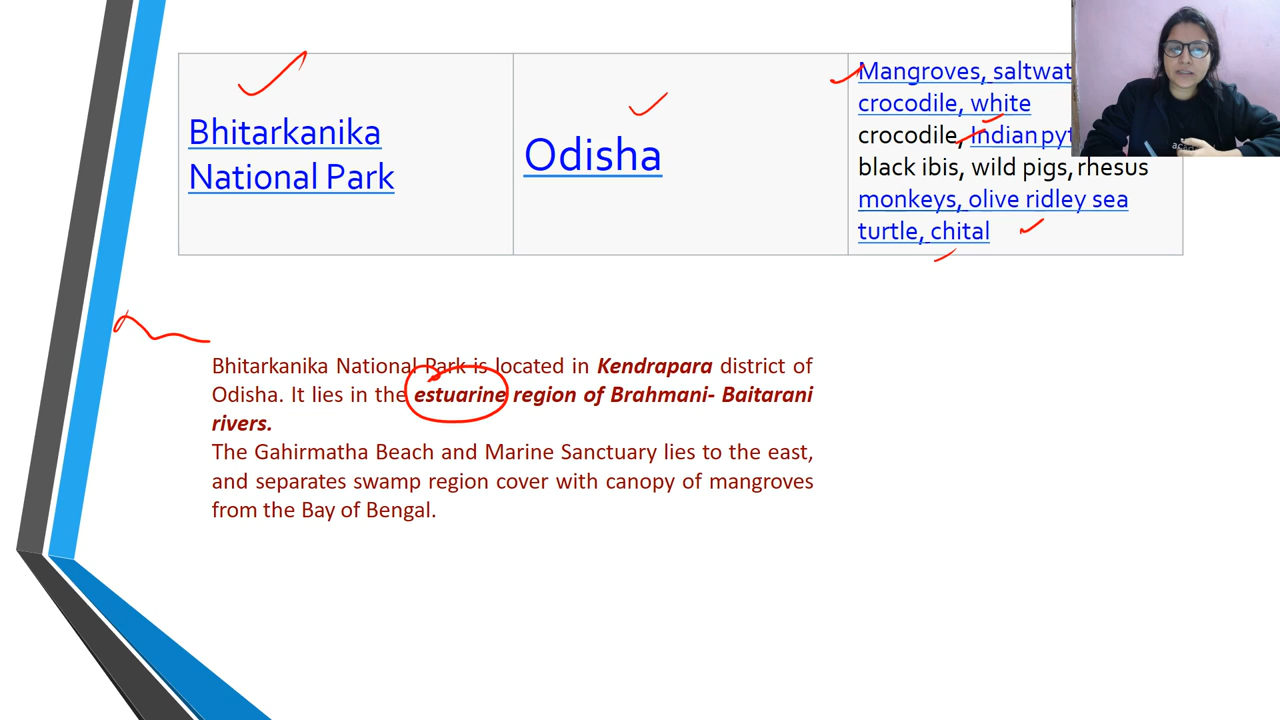 Bhitarkanika
National Park
Odisha
Mangroves, saltwat
crocodile, white
crocodile, Indian pyt
black ibis, wild pigs, rhesus
monkeys, olive ridley sea
turtle, chital
Bhitarkanika National Park is located in Kendrapara district of
Odisha. It lies in the estuarine region of Brahmani- Baitarani
rivers.
The Gahirmatha Beach and Marine Sanctuary lies to the east,
and separates swamp region cover with canopy of mangroves
from the Bay of Bengal.